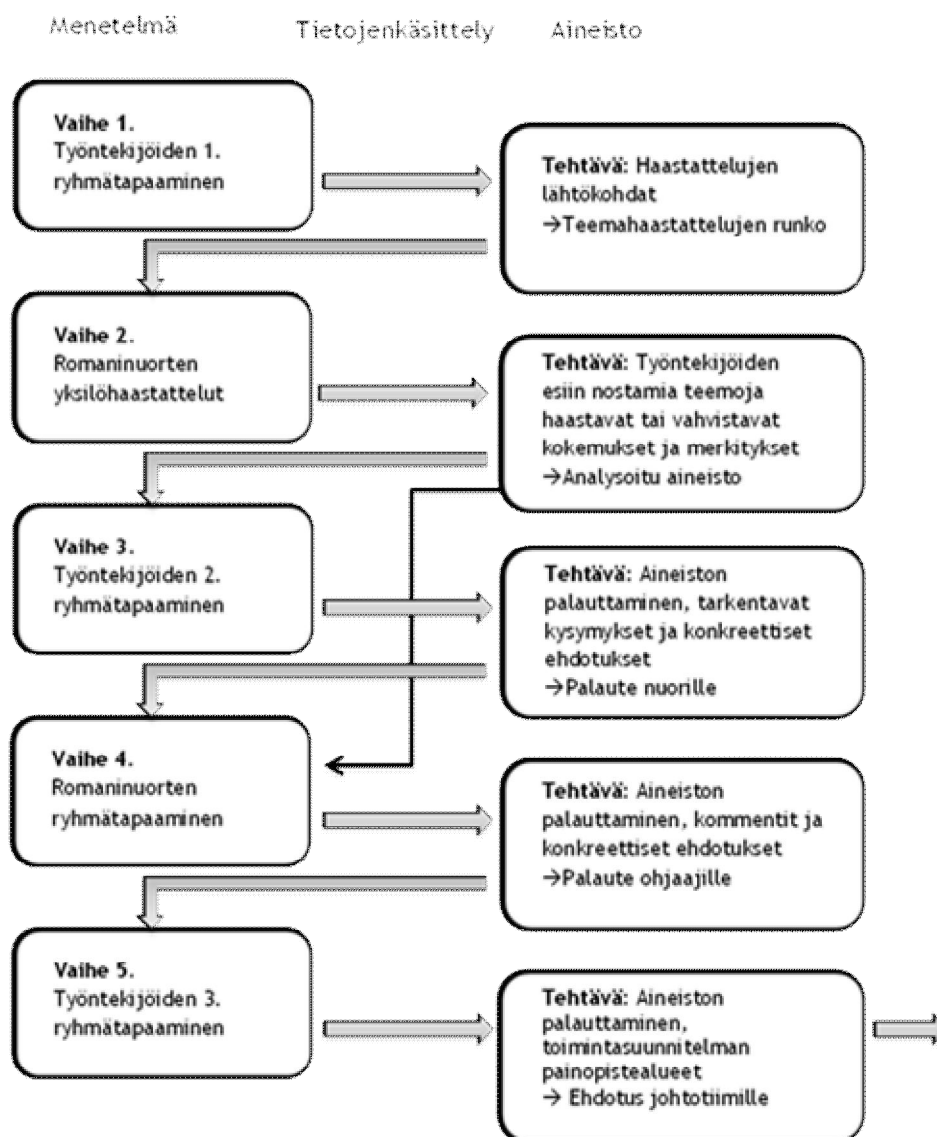 Menetelmä Tietojenkäsittely Aineisto
Vaihe 1.
Työntekijöiden 1.
ryhmätapaaminen
Tehtävä: Haastattelujen
lähtökohdat
→Teemahaastattelujen runko
Vaihe 2.
Romaninuorten
yksilöhaastattelut
Tehtävä: Työntekijöiden
esiin nostamia teemoja
haastavat tai vahvistavat
kokemukset ja merkitykset
→Analysoitu aineisto
Vaihe 3.
Työntekijöiden 2.
ryhmätapaaminen
Tehtävä: Aineiston
palauttaminen, tarkentavat
kysymykset ja konkreettiset
ehdotukset
→Palaute nuorille
Vaihe 4.
Romaninuorten
ryhmätapaaminen
Tehtävä: Aineiston
palauttaminen, kommentit ja
konkreettiset ehdotukset
→Palaute ohjaajille
Vaihe 5.
Työntekijöiden 3.
ryhmätapaaminen
Tehtävä: Aineiston
palauttaminen,
toimintasuunnitelman
painopistealueet
→ Ehdotus johtotiimille